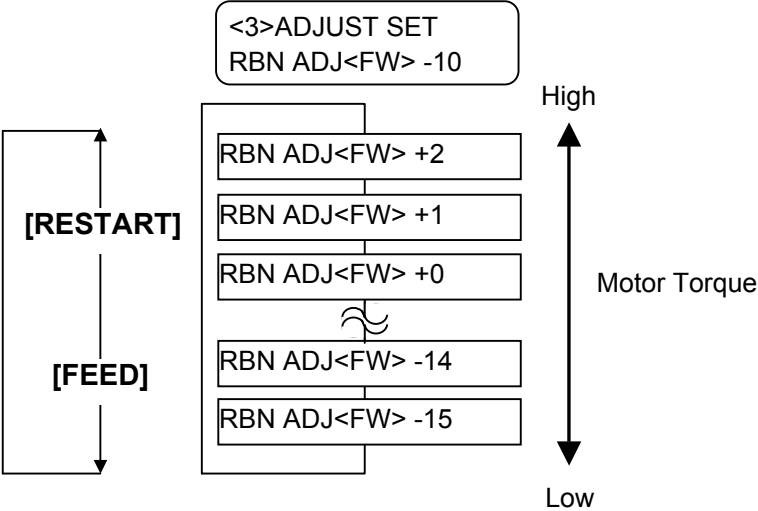 <3>ADJUST SET
RBN ADJ<FW> -10
High
RBN ADJ<FW> +2
[RESTART]
RBN ADJ<FW> +1
RBN ADJ<FW> +0
Motor Torque
[FEED]
RBN ADJ<FW> -14
RBN ADJ<FW> -15
Low